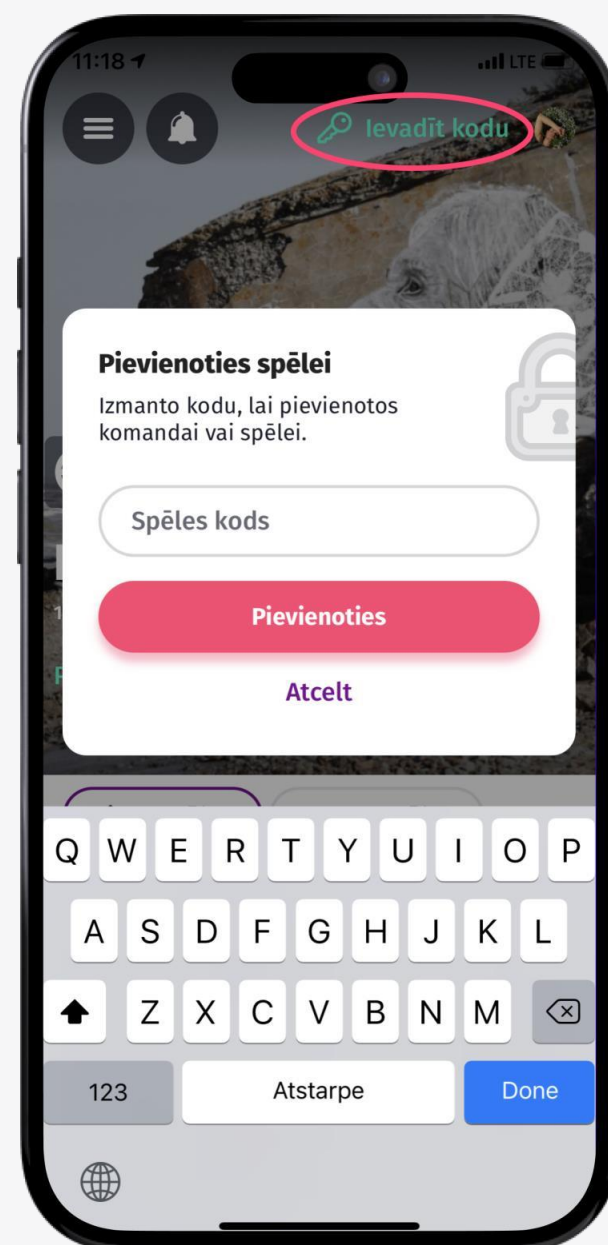 11:18
LTE
Ievadīt kodu
Pievienoties spēlei
Izmanto kodu, lai pievienotos
komandai vai spēlei.
Spēles kods
Pievienoties
Atcelt
Q W E R T Y U I O P
A S D F G H J K L
Z X C V B N M
123 Atstarpe Done